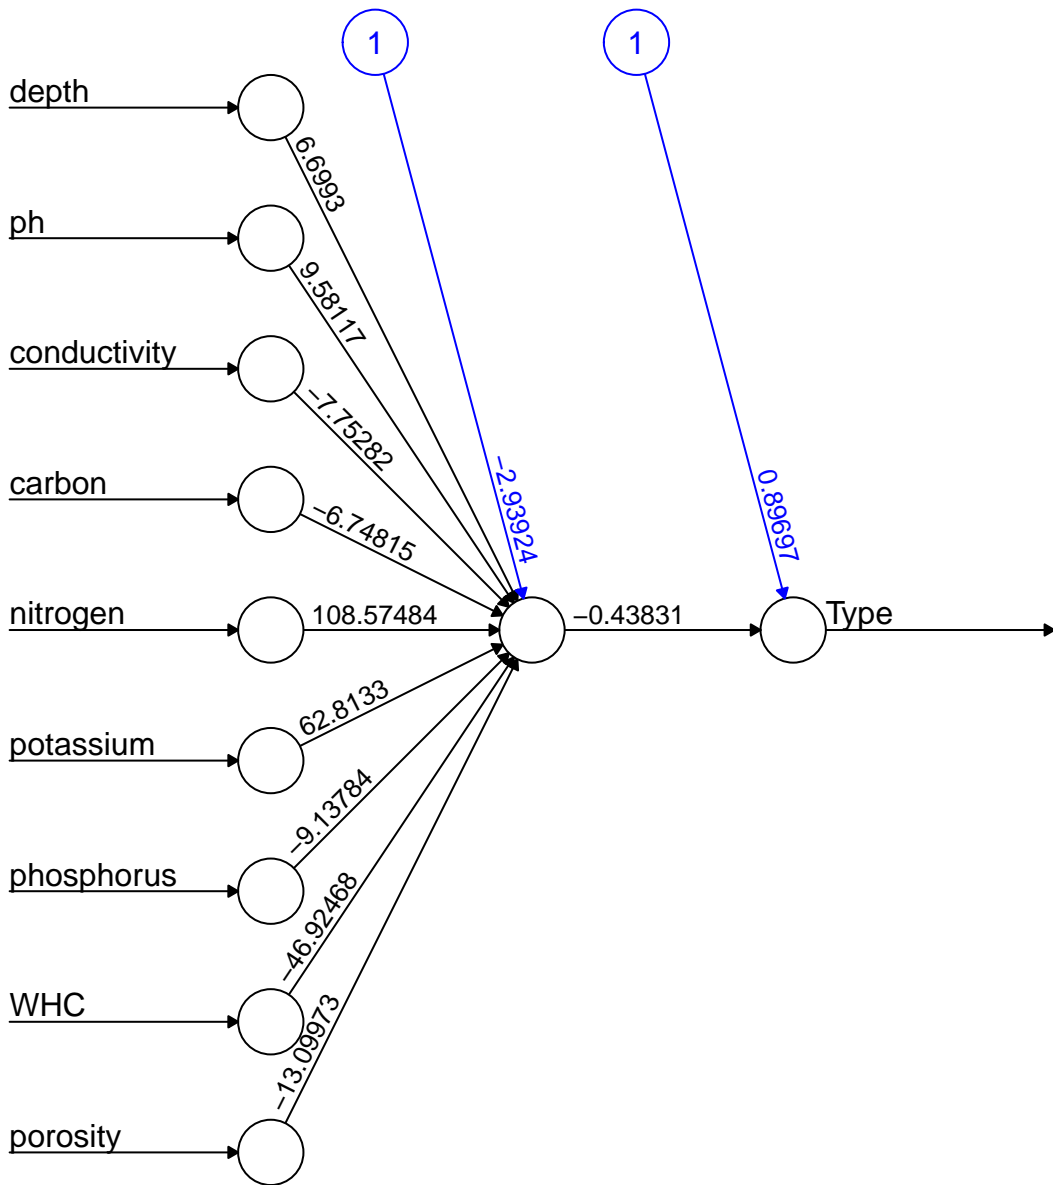 1
1
depth
6.6993
ph
9.58117
conductivity
−7.75282
carbon
−6.74815
−2.93924
0.89697
nitrogen
108.57484
−0.43831
Type
potassium
62.8133
phosphorus
−9.13784
WHC
−46.92468
porosity
−13.09973